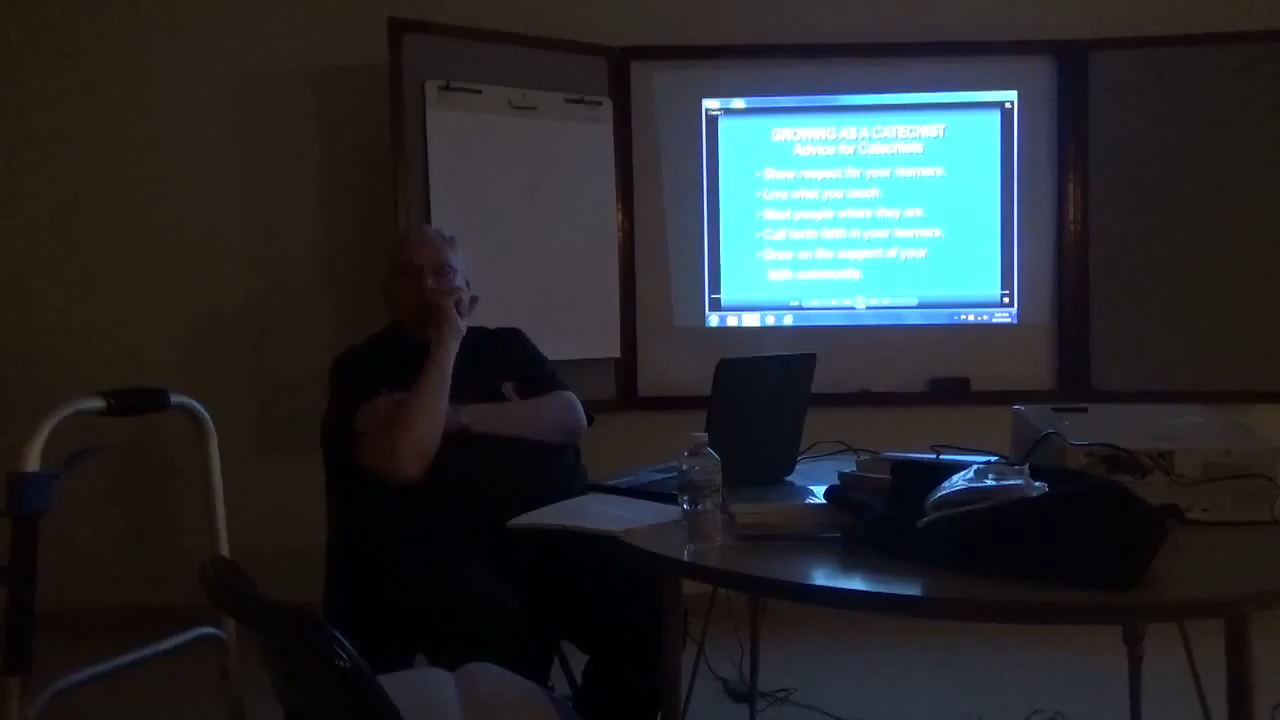 GROWING AS A CATECHIST
Advice for Catechists
• Show respect for your learners.
• Live what you teach.
• Meet people where they are.
• Call forth faith in your learners.
• Draw on the support of your
faith community.